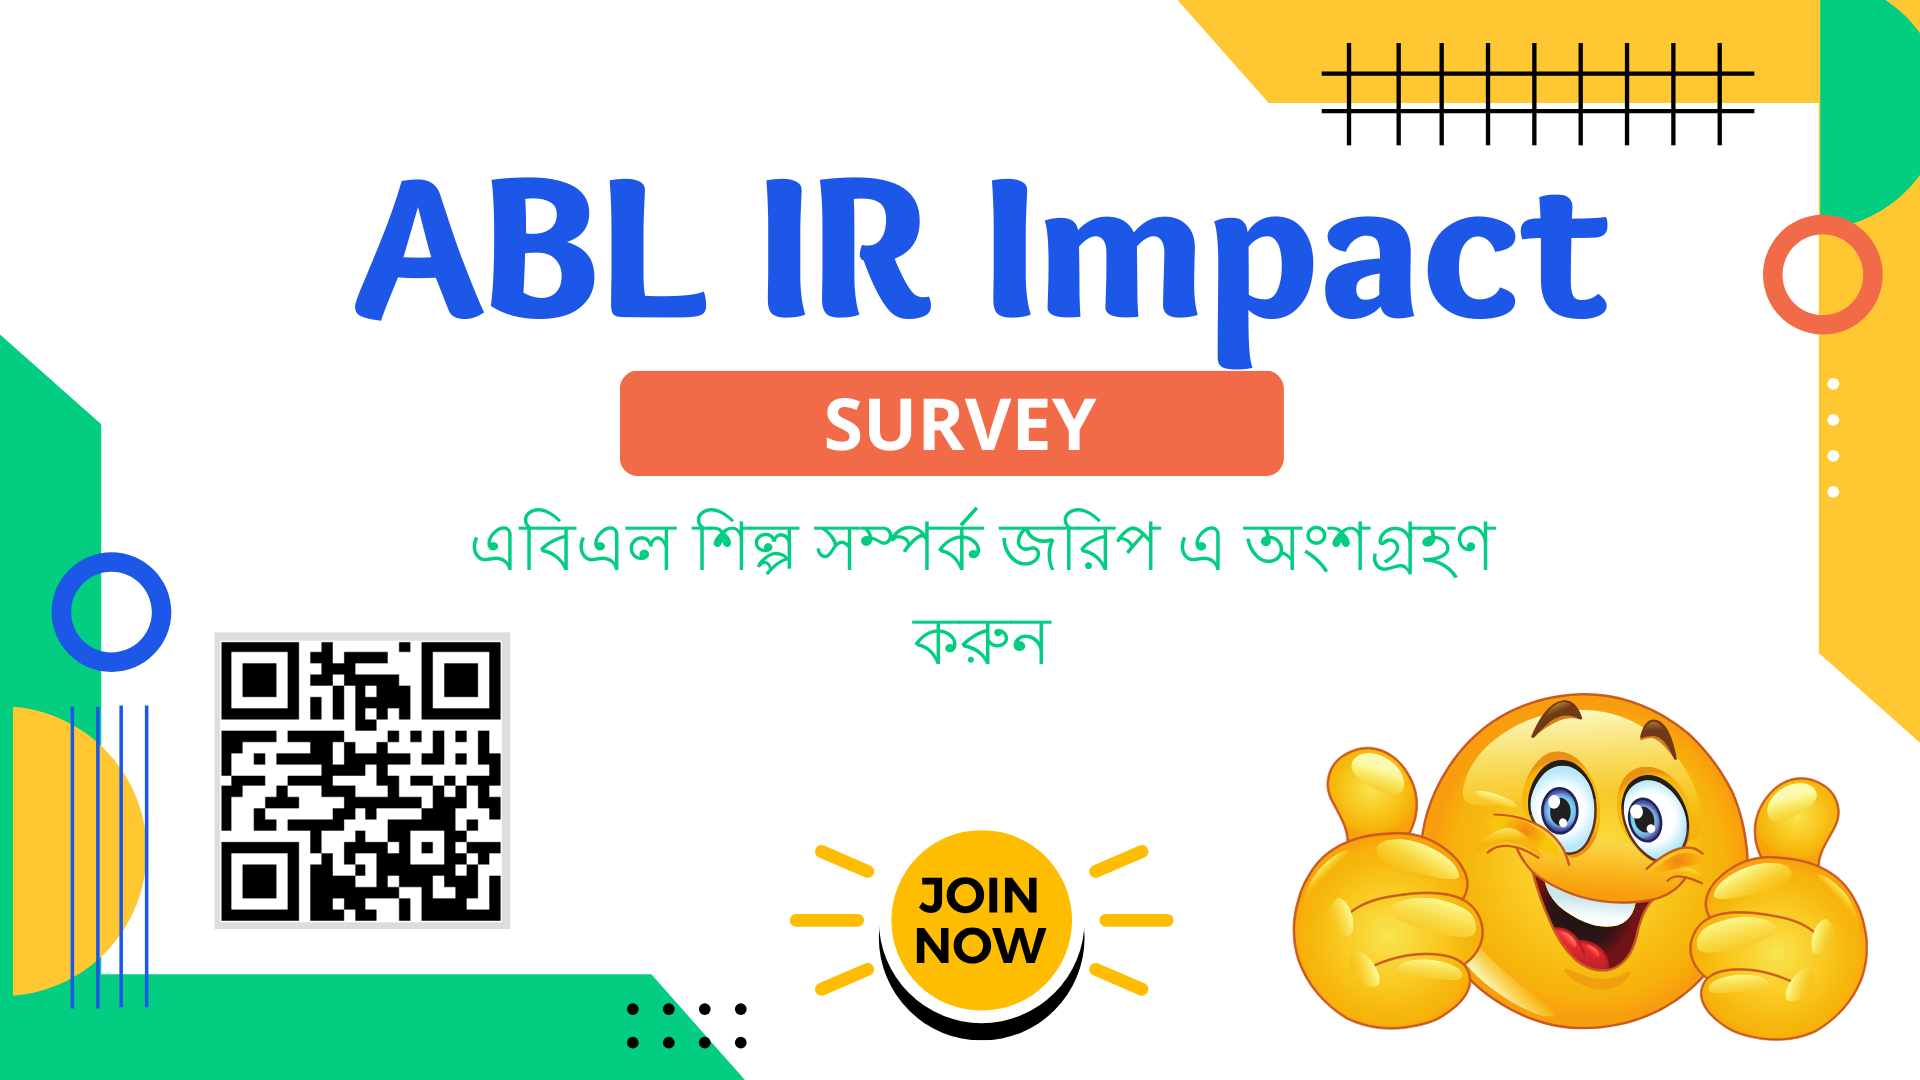 ABL IR Impact
SURVEY
এবিএল শিল্প সম্পর্ক জরিপ এ অংশগ্রহণ
করুন
JOIN
NOW